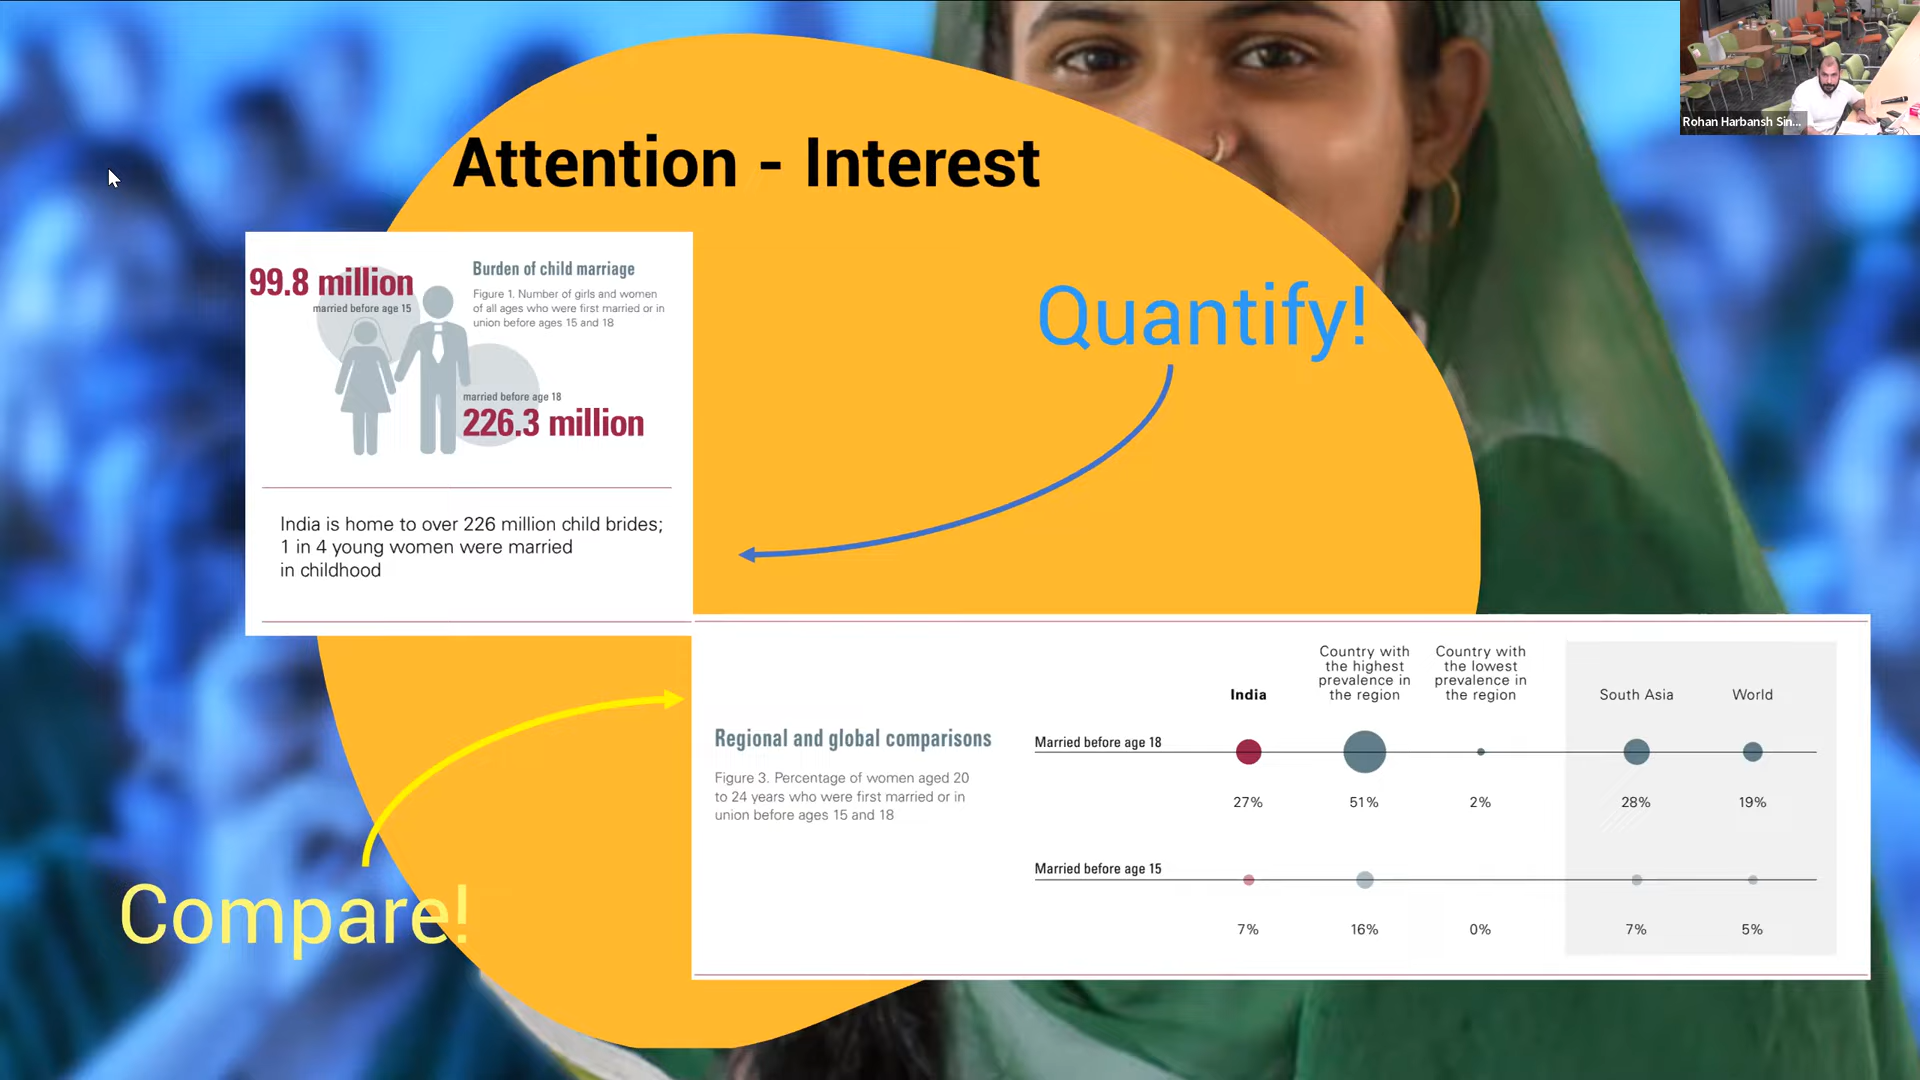 Rohan Harbansh Sin...
Attention - Interest
99.8 million
married before age 15
Burden of child marriage
Figure 1. Number of girls and women
of all ages who were first married or in
union before ages 15 and 18
married before age 18
226.3 million
India is home to over 226 million child brides;
1 in 4 young women were married
in childhood
Quantify!
Compare!
Regional and global comparisons
Figure 3. Percentage of women aged 20
to 24 years who were first married or in
union before ages 15 and 18
India
Country with
the highest
prevalence in
the region
Country with
the lowest
prevalence in
the region
South Asia
World
Married before age 18
27%
51%
2%
28%
19%
Married before age 15
7%
16%
0%
7%
5%